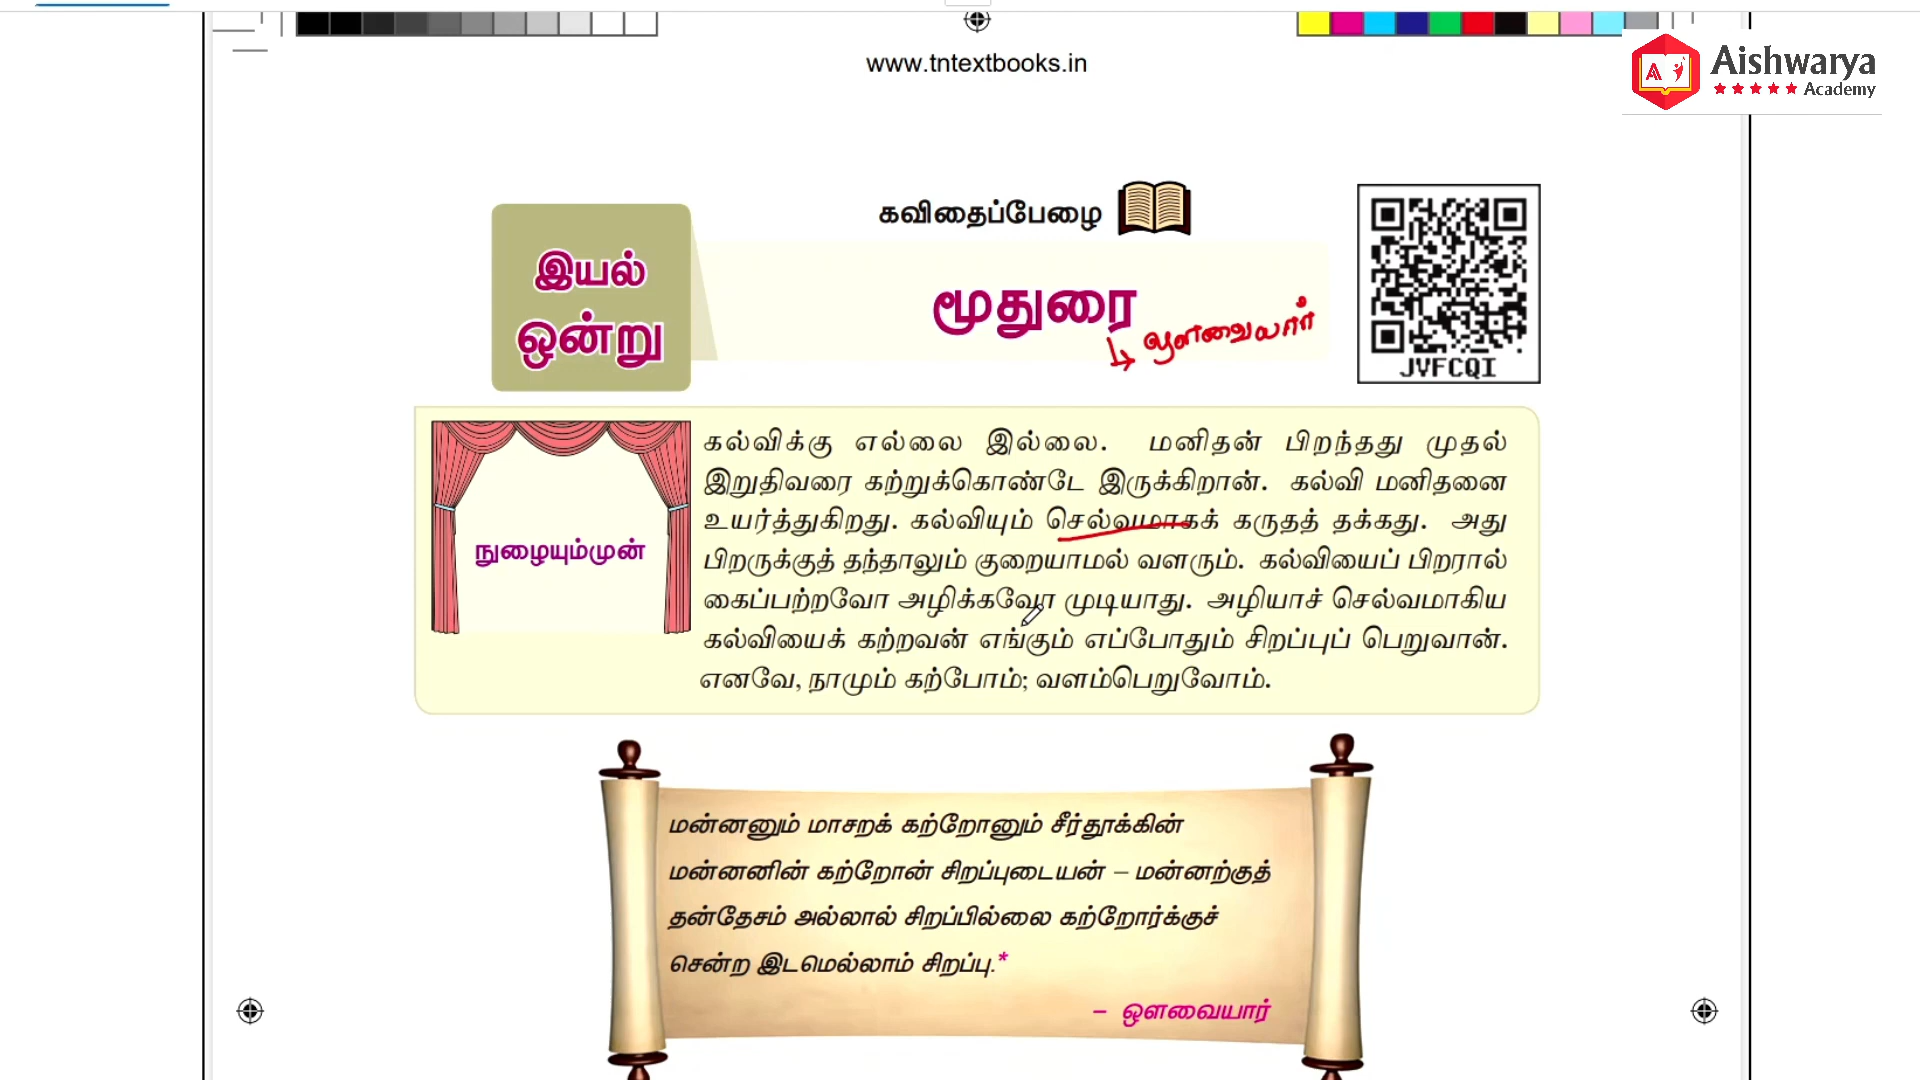 www.tntextbooks.in
Aishwarya
Academy
கவிதைப்பேழை
இயல்
ஒன்று
மூதுரை
ஔவையார்
JVFCQI
நுழையும்முன்
கல்விக்கு எல்லை இல்லை. மனிதன் பிறந்தது முதல்
இறுதிவரை கற்றுக்கொண்டே இருக்கிறான். கல்வி மனிதனை
உயர்த்துகிறது. கல்வியும் செல்வமாகக் கருதத் தக்கது. அது
பிறருக்குத் தந்தாலும் குறையாமல் வளரும். கல்வியைப் பிறரால்
கைப்பற்றவோ அழிக்கவோ முடியாது. அழியாச் செல்வமாகிய
கல்வியைக் கற்றவன் எங்கும் எப்போதும் சிறப்புப் பெறுவான்.
எனவே, நாமும் கற்போம்; வளம்பெறுவோம்.
மன்னனும் மாசறக் கற்றோனும் சீர்தூக்கின்
மன்னனின் கற்றோன் சிறப்புடையன் – மன்னற்குத்
தன்தேசம் அல்லால் சிறப்பில்லை கற்றோர்க்குச்
சென்ற இடமெல்லாம் சிறப்பு.*
– ஔவையார்